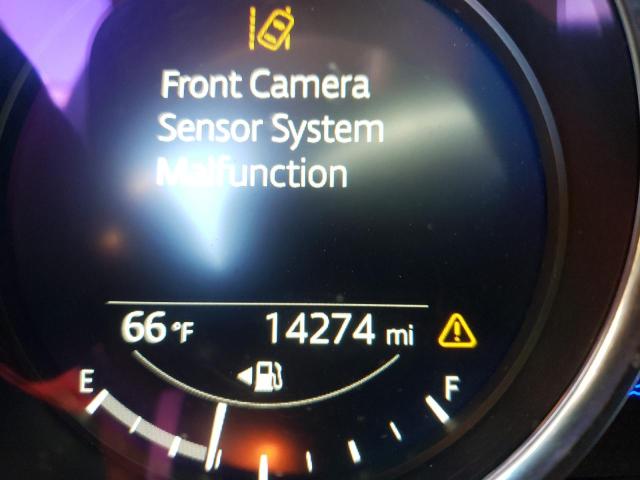 Front Camera
Sensor System
Malfunction
66 °F 14274 mi
E F